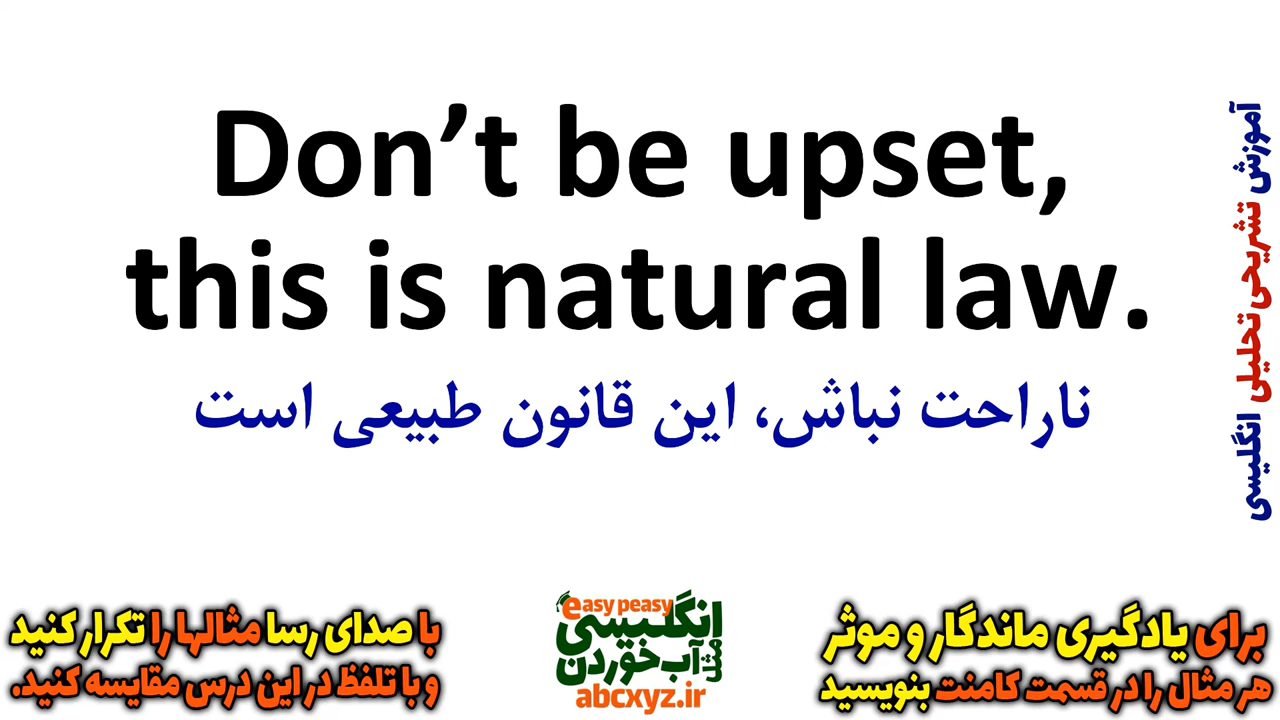 Don’t be upset,
this is natural law.
ناراحت نباش، این قانون طبیعی است
آموزش تشریحی تحلیلی انگلیسی
برای یادگیری ماندگار و موثر
هر مثال را در قسمت کامنت بنویسید
easy peasy
انگلیسی
مثل آب خوردن
abcxyz.ir
با صدای رسا مثالها را تکرار کنید
و با تلفظ در این درس مقایسه کنید.